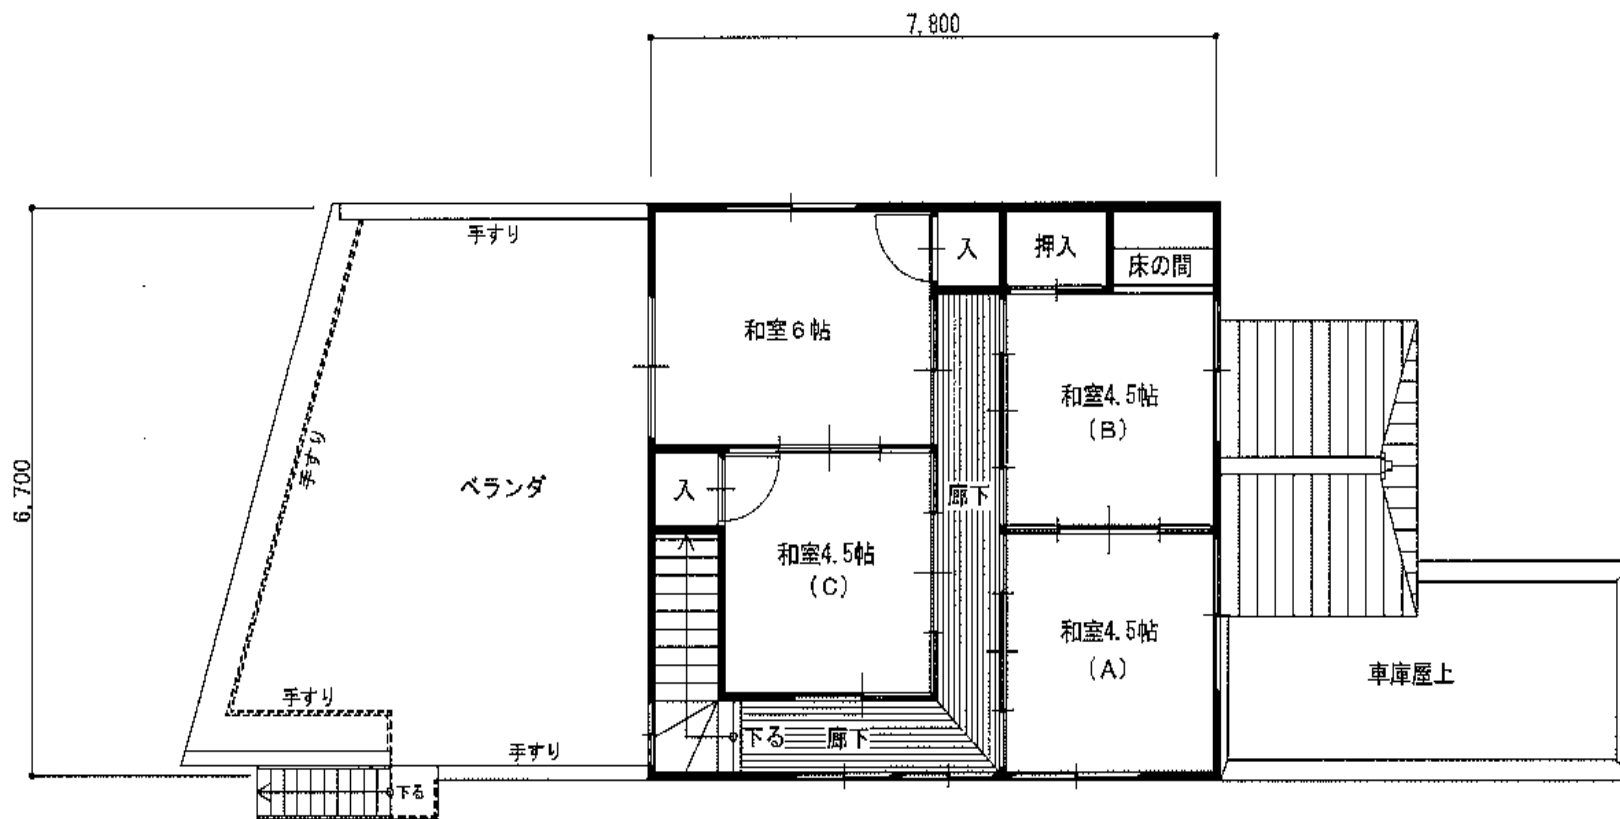 7,800
手すり
入
押入
床の間
和室6帖
和室4.5帖
(B)
6,700
手すり
ベランダ
入
廊下
和室4.5帖
(C)
和室4.5帖
(A)
車庫屋上
手すり
手すり
下る
廊下
下る